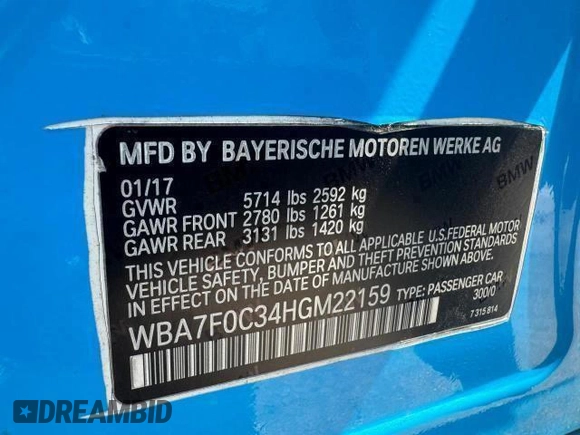 MFD BY BAYERISCHE MOTOREN WERKE AG
01/17
GVWR 5714 lbs 2592 kg
GAWR FRONT 2780 lbs 1261 kg
GAWR REAR 3131 lbs 1420 kg
THIS VEHICLE CONFORMS TO ALL APPLICABLE U.S.FEDERAL MOTOR
VEHICLE SAFETY, BUMPER AND THEFT PREVENTION STANDARDS
IN EFFECT ON THE DATE OF MANUFACTURE SHOWN ABOVE.
WBA7F0C34HGM22159 TYPE: PASSENGER CAR
300/0
7 315 814
BMW
BMW
DREAMBID